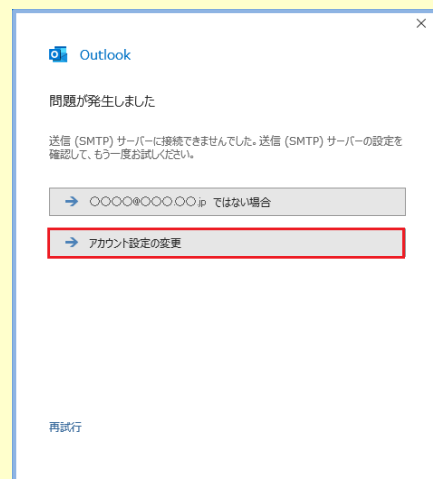 Outlook
問題が発生しました
送信 (SMTP) サーバーに接続できませんでした。送信 (SMTP) サーバーの設定を
確認して、もう一度お試しください。
〇〇〇〇@〇〇〇.〇〇.jp ではない場合
アカウント設定の変更
再試行